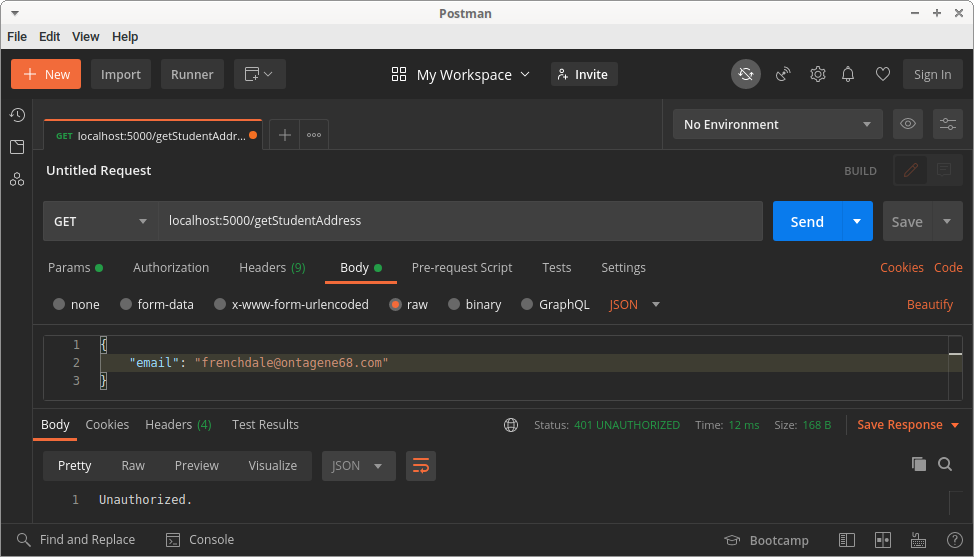 Postman
File Edit View Help
+ New Import Runner My Workspace Invite Sign In
GET localhost:5000/getStudentAddr... No Environment
Untitled Request BUILD
GET localhost:5000/getStudentAddress Send Save
Params Authorization Headers (9) Body Pre-request Script Tests Settings Cookies Code
none form-data x-www-form-urlencoded raw binary GraphQL JSON Beautify
1 {
2 "email": "frenchdale@ontagene68.com"
3 }
Body Cookies Headers (4) Test Results Status: 401 UNAUTHORIZED Time: 12 ms Size: 168 B Save Response
Pretty Raw Preview Visualize JSON
1 Unauthorized.
Find and Replace Console Bootcamp